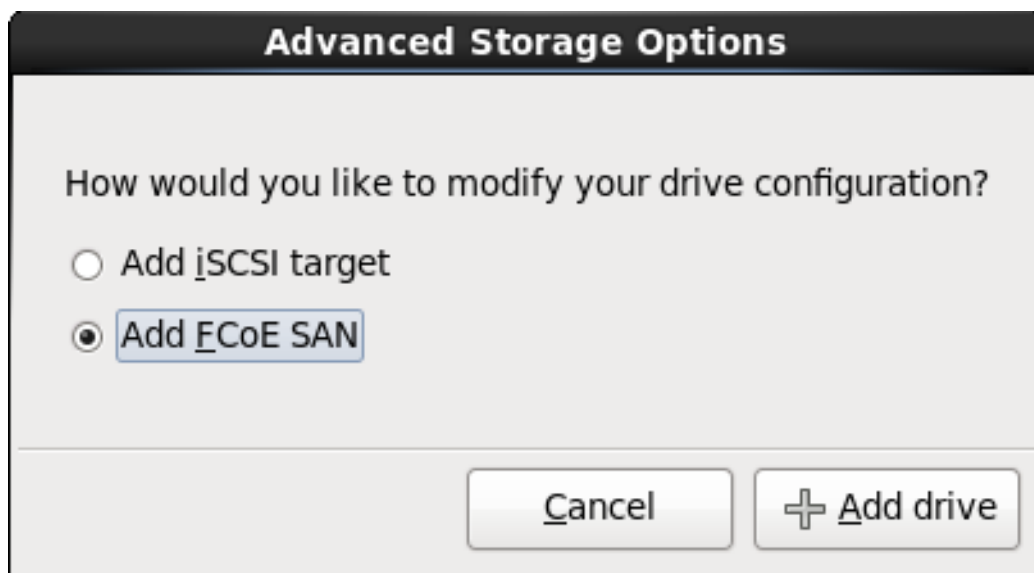 Advanced Storage Options
How would you like to modify your drive configuration?
Add iSCSI target
Add FCoE SAN
Cancel
Add drive